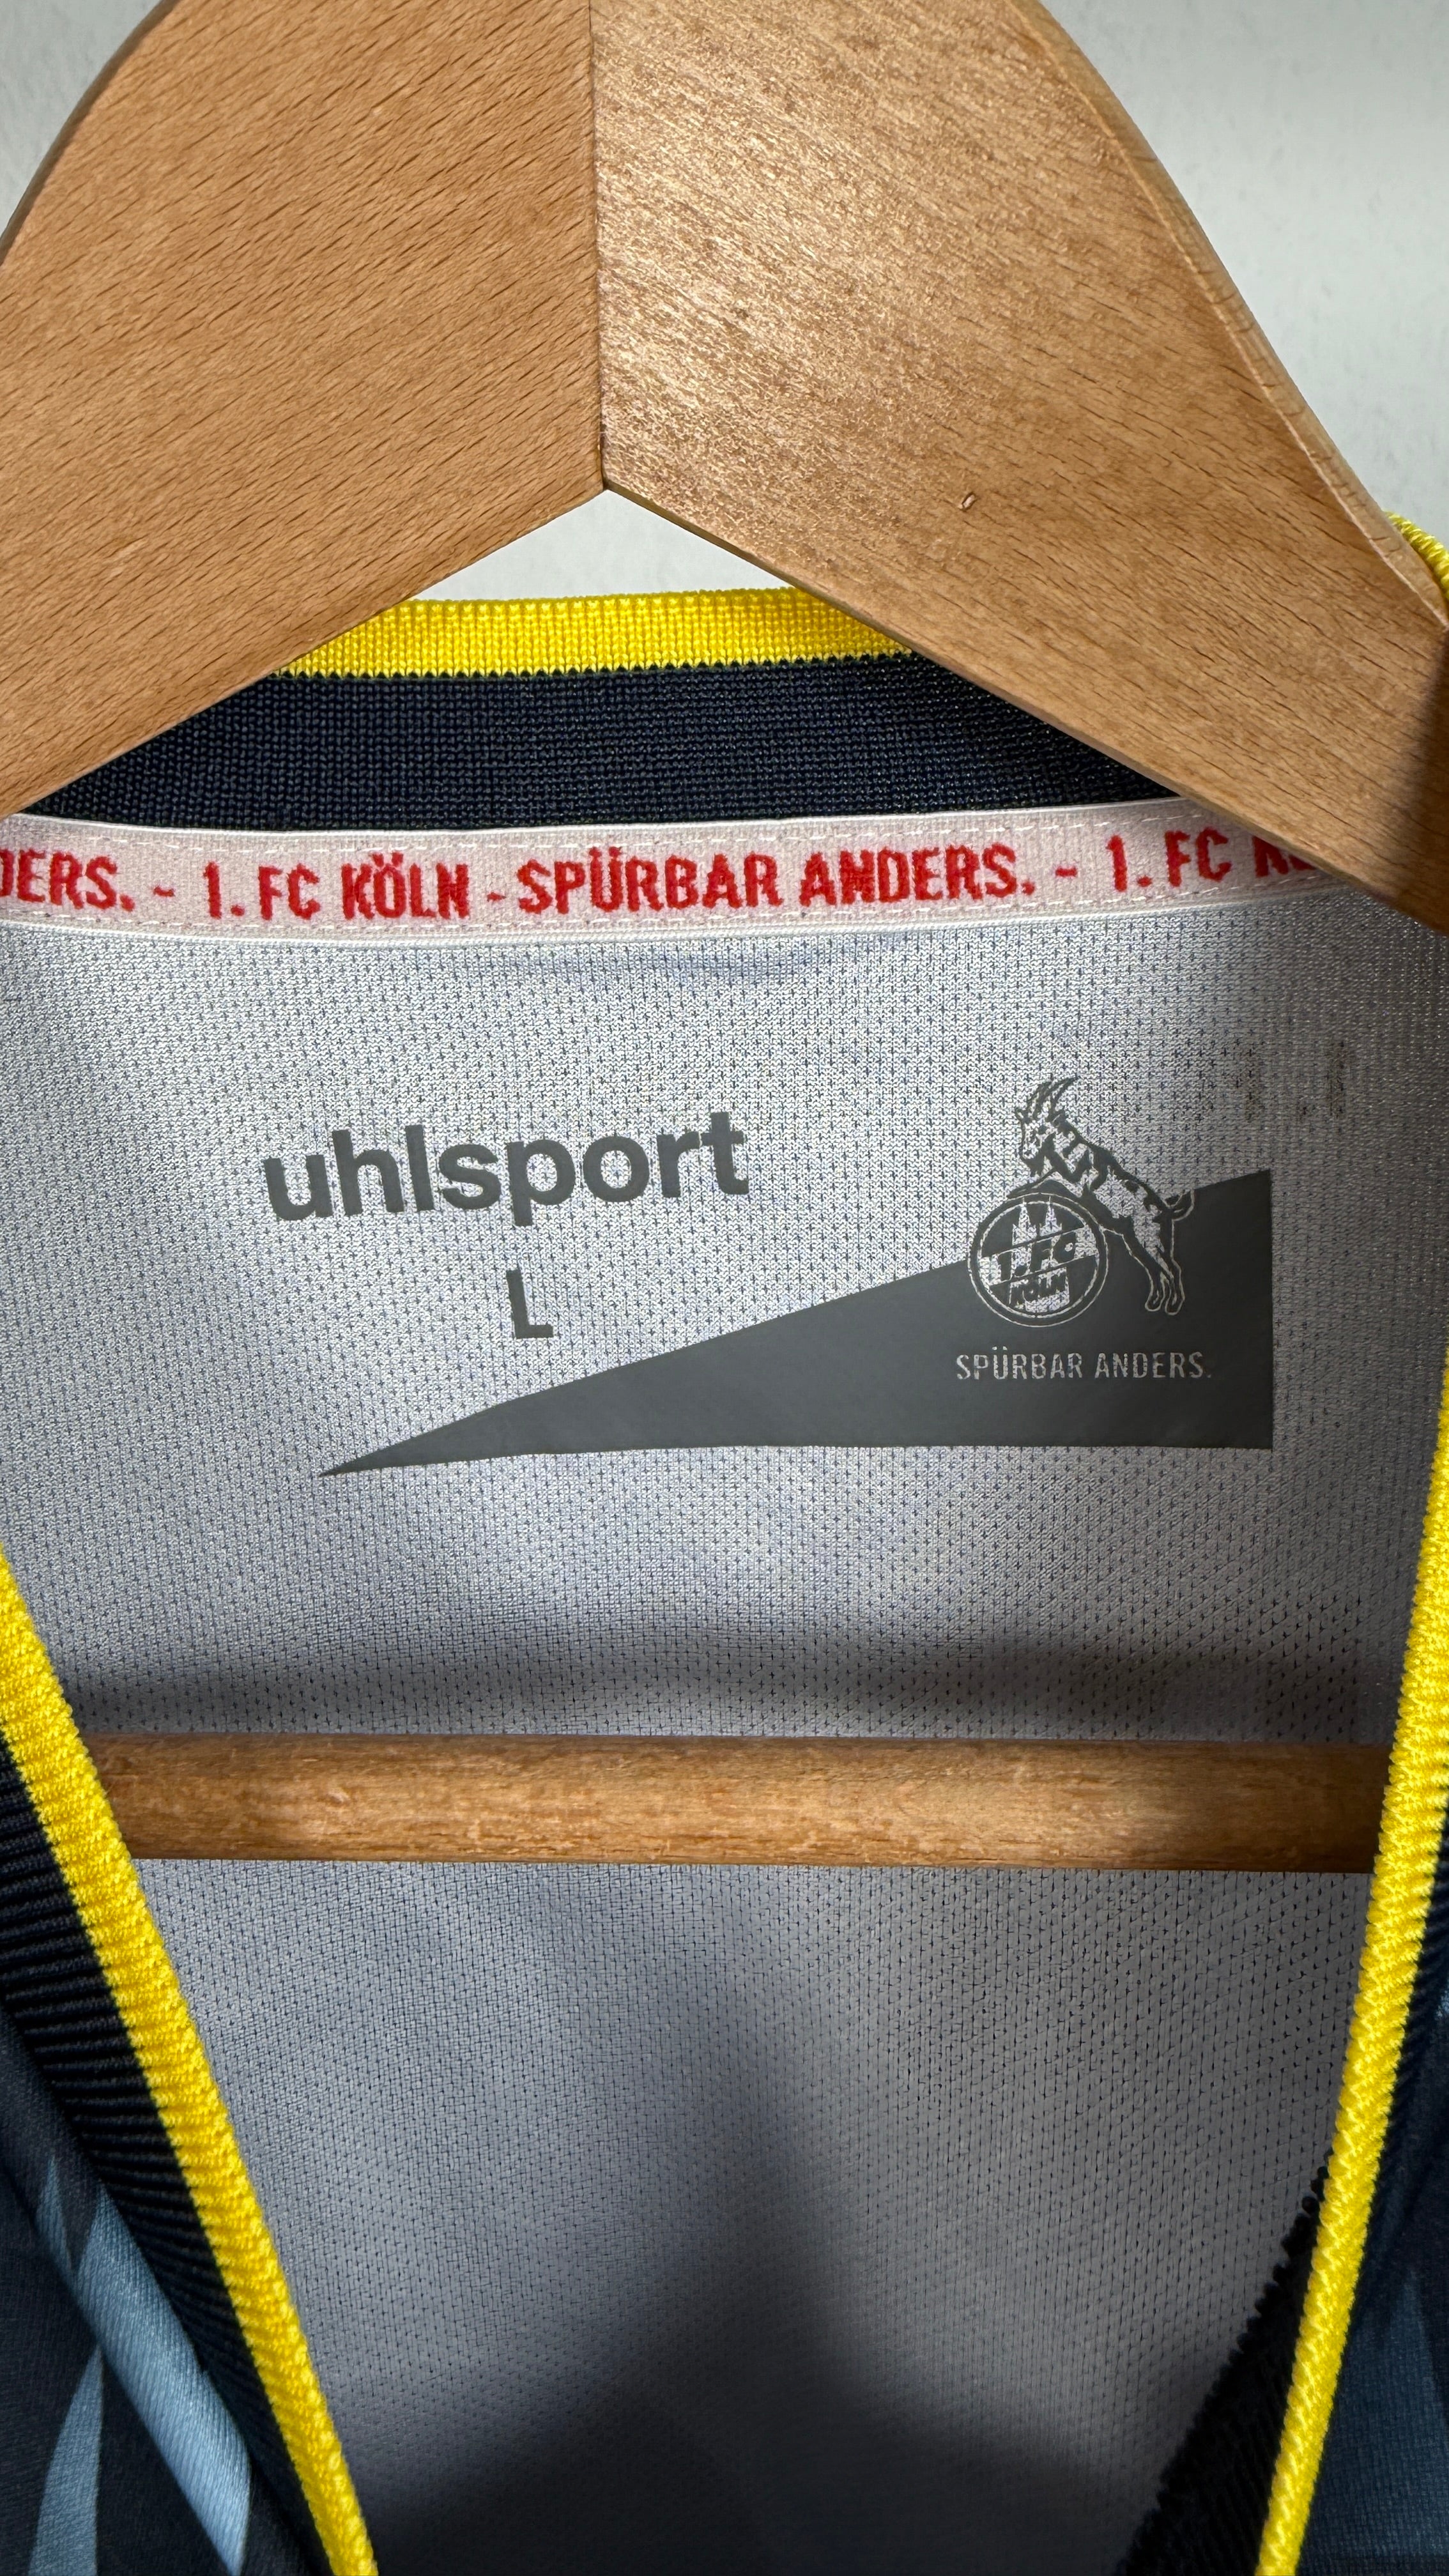 DERS. - 1. FC KÖLN - SPÜRBAR ANDERS. - 1. FC
uhlsport
L
1. FC
KÖLN
SPÜRBAR ANDERS.